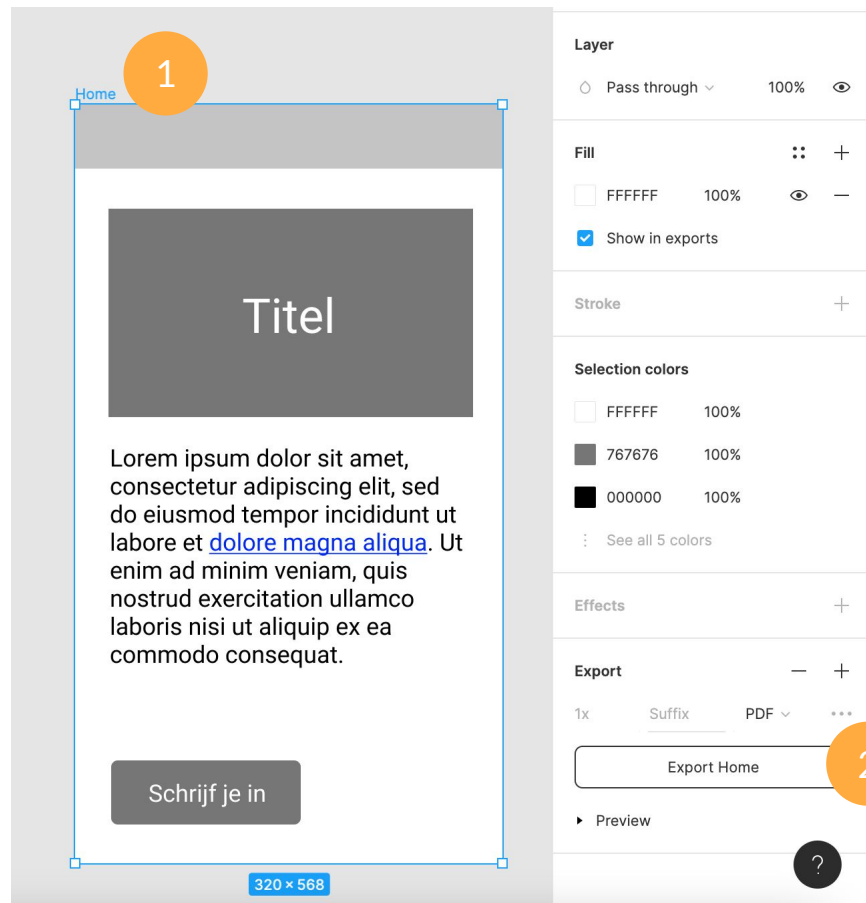 1
Home
Titel
Lorem ipsum dolor sit amet,
consectetur adipiscing elit, sed
do eiusmod tempor incididunt ut
labore et dolore magna aliqua. Ut
enim ad minim veniam, quis
nostrud exercitation ullamco
laboris nisi ut aliquip ex ea
commodo consequat.
Schrijf je in
320 × 568
Layer
Pass through 100%
Fill
FFFFFF 100%
Show in exports
Stroke
Selection colors
FFFFFF 100%
767676 100%
000000 100%
See all 5 colors
Effects
Export
1x Suffix PDF
Export Home
2
Preview
?